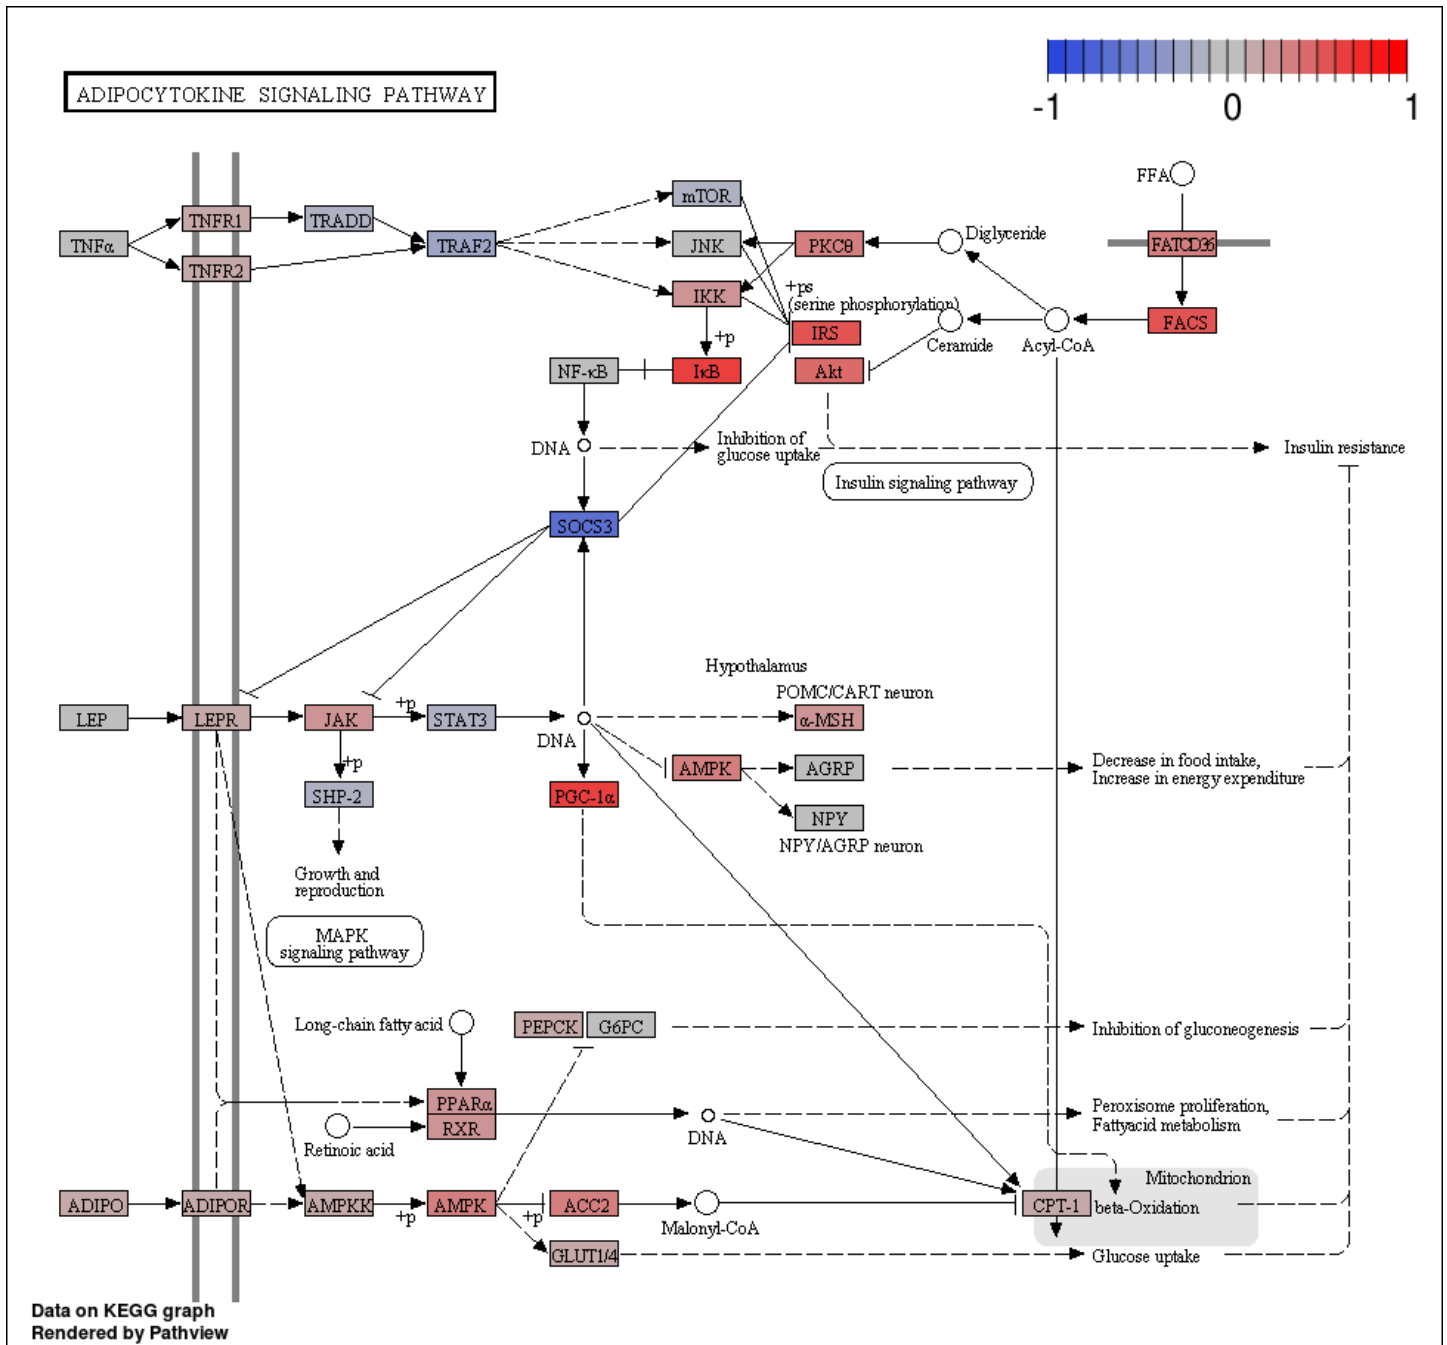 ADIPOCYTOKINE SIGNALING PATHWAY
-1 0 1
FFA
TNFα
TNFR1
TNFR2
TRADD
TRAF2
mTOR
JNK
IKK
PKCθ
Diglyceride
FATCD36
+ps
(serine phosphorylation)
IRS
Ceramide
Acyl-CoA
FACS
+p
NF-κB
IκB
Akt
DNA
Inhibition of
glucose uptake
Insulin resistance
Insulin signaling pathway
SOCS3
Hypothalamus
POMC/CART neuron
LEP
LEPR
JAK
+p
STAT3
DNA
α-MSH
+p
AMPK
AGRP
Decrease in food intake,
Increase in energy expenditure
SHP-2
PGC-1α
NPY
NPY/AGRP neuron
Growth and
reproduction
MAPK
signaling pathway
Long-chain fatty acid
PEPCK
G6PC
Inhibition of gluconeogenesis
PPARα
RXR
Retinoic acid
DNA
Peroxisome proliferation,
Fattyacid metabolism
Mitochondrion
ADIPO
ADIPOR
AMPKK
+p
AMPK
+p
ACC2
Malonyl-CoA
CPT-1
beta-Oxidation
GLUT1/4
Glucose uptake
Data on KEGG graph
Rendered by Pathview